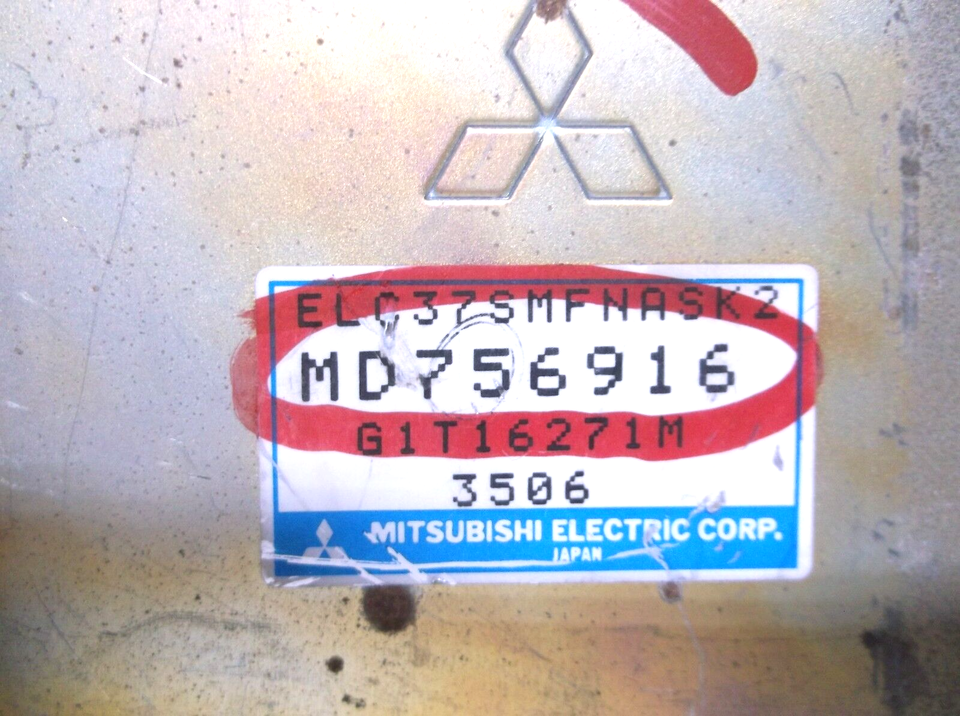 ELC37SMFNASK2
MD756916
G1T16271M
3506
MITSUBISHI ELECTRIC CORP.
JAPAN